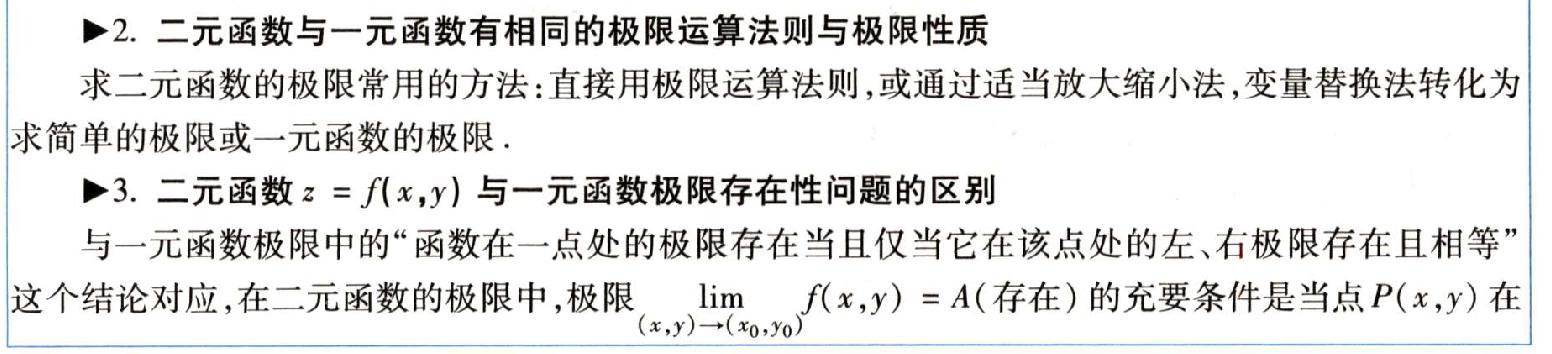 ▶2. 二元函数与一元函数有相同的极限运算法则与极限性质
求二元函数的极限常用的方法:直接用极限运算法则,或通过适当放大缩小法,变量替换法转化为
求简单的极限或一元函数的极限.
▶3. 二元函数 z = f(x,y) 与一元函数极限存在性问题的区别
与一元函数极限中的“函数在一点处的极限存在当且仅当它在该点处的左、右极限存在且相等”
这个结论对应,在二元函数的极限中,极限 lim_{(x,y)→(x₀,y₀)} f(x,y) = A(存在)的充要条件是当点 P(x,y) 在